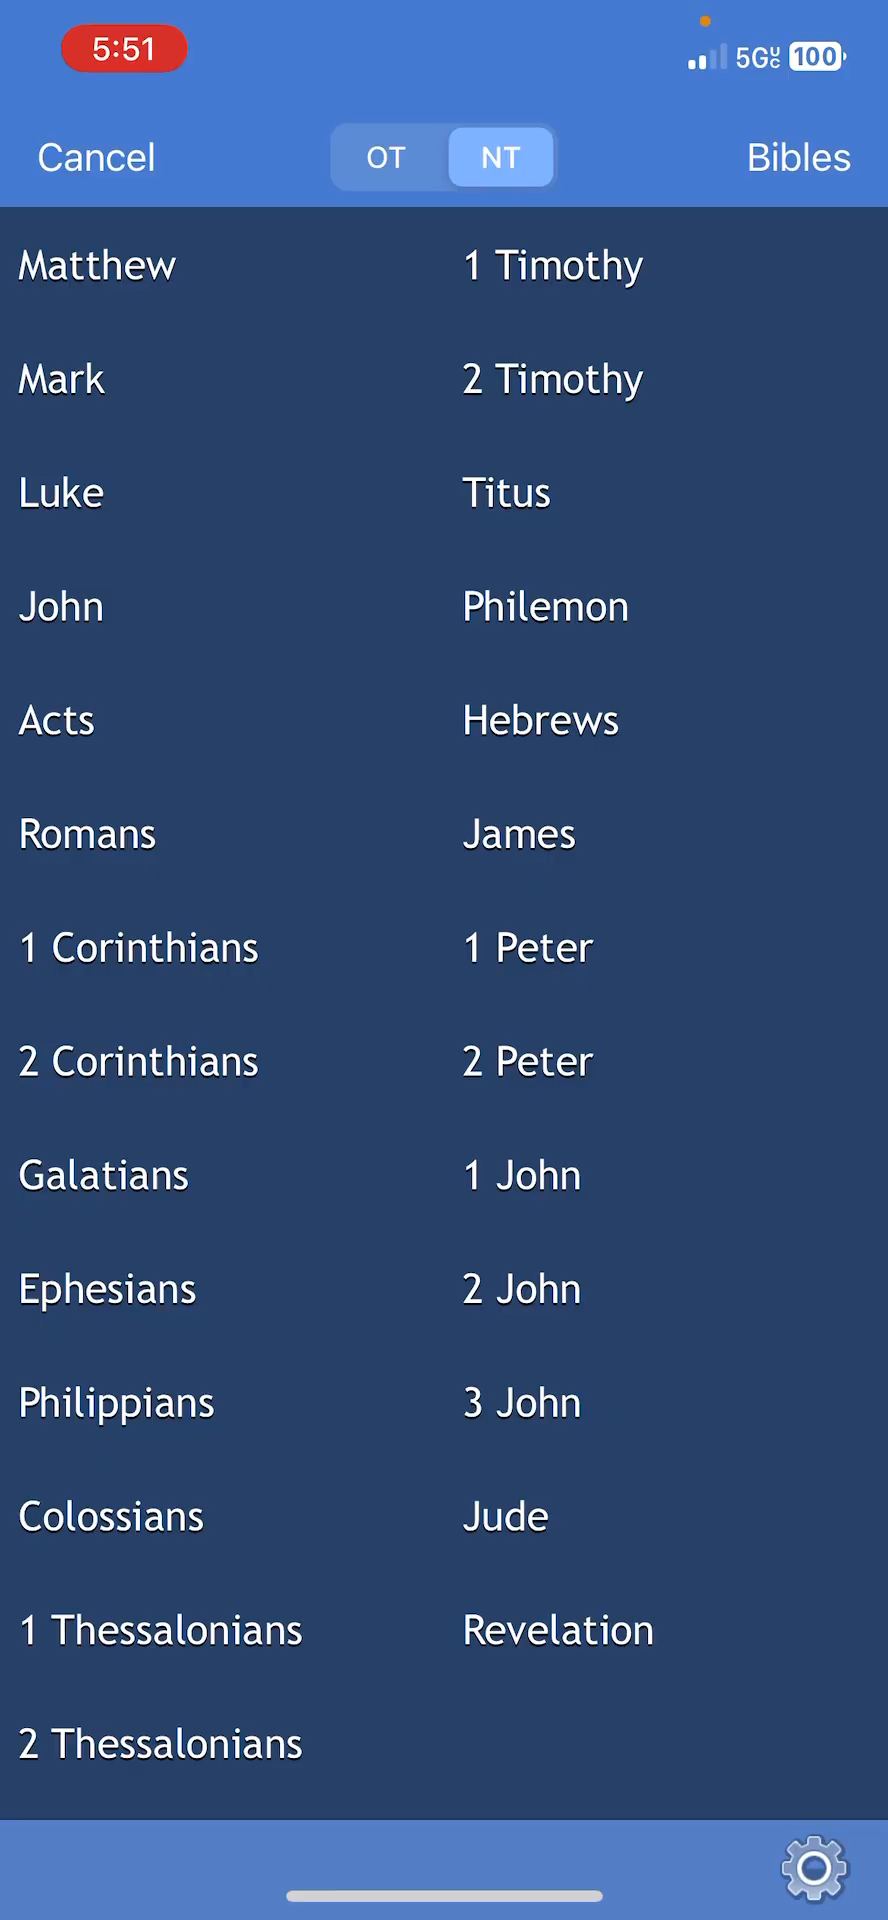 5:51
5GUC 100
Cancel OT NT Bibles
Matthew
Mark
Luke
John
Acts
Romans
1 Corinthians
2 Corinthians
Galatians
Ephesians
Philippians
Colossians
1 Thessalonians
2 Thessalonians
1 Timothy
2 Timothy
Titus
Philemon
Hebrews
James
1 Peter
2 Peter
1 John
2 John
3 John
Jude
Revelation